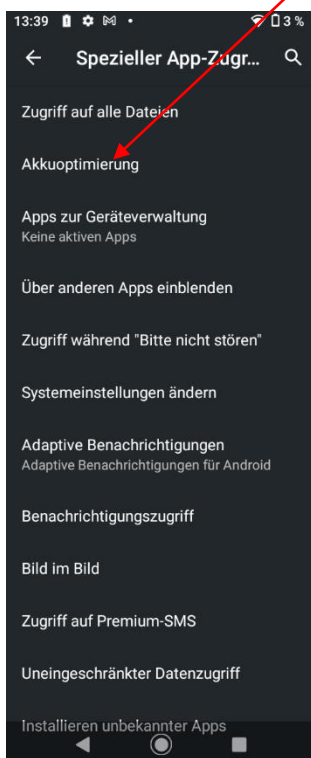 13:39 3 %
Spezieller App-Zugr...
Zugriff auf alle Dateien
Akkuoptimierung
Apps zur Geräteverwaltung
Keine aktiven Apps
Über anderen Apps einblenden
Zugriff während "Bitte nicht stören"
Systemeinstellungen ändern
Adaptive Benachrichtigungen
Adaptive Benachrichtigungen für Android
Benachrichtigungszugriff
Bild im Bild
Zugriff auf Premium-SMS
Uneingeschränkter Datenzugriff
Installieren unbekannter Apps